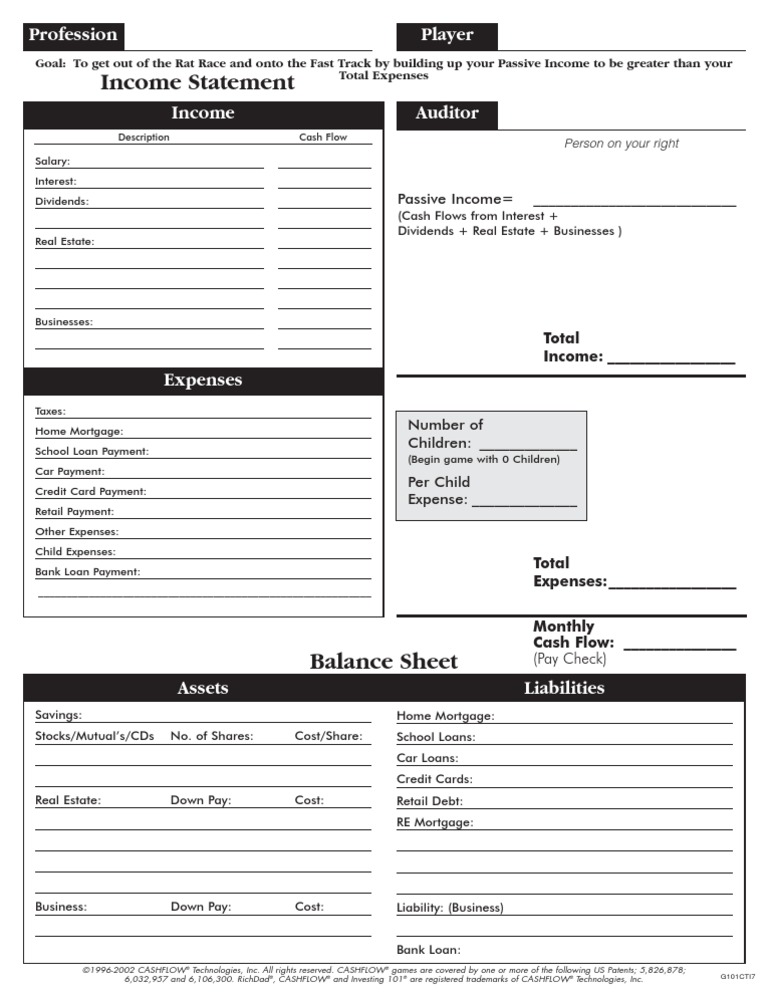 Profession
Player
Goal: To get out of the Rat Race and onto the Fast Track by building up your Passive Income to be greater than your
Total Expenses
Income Statement
Income
Description Cash Flow
Salary:
Interest:
Dividends:
Real Estate:
Businesses:
Auditor
Person on your right
Passive Income= ____________________________
(Cash Flows from Interest +
Dividends + Real Estate + Businesses )
Total
Income: _________________
Expenses
Taxes:
Home Mortgage:
School Loan Payment:
Car Payment:
Credit Card Payment:
Retail Payment:
Other Expenses:
Child Expenses:
Bank Loan Payment:
Number of
Children: _____________
(Begin game with 0 Children)
Per Child
Expense: ______________
Total
Expenses:_________________
Monthly
Cash Flow: _______________
(Pay Check)
Balance Sheet
Assets
Savings:
Stocks/Mutual's/CDs No. of Shares: Cost/Share:
Real Estate: Down Pay: Cost:
Business: Down Pay: Cost:
Liabilities
Home Mortgage:
School Loans:
Car Loans:
Credit Cards:
Retail Debt:
RE Mortgage:
Liability: (Business)
Bank Loan:
©1996-2002 CASHFLOW® Technologies, Inc. All rights reserved. CASHFLOW® games are covered by one or more of the following US Patents; 5,826,878;
6,032,957 and 6,106,300. RichDad®, CASHFLOW® and Investing 101® are registered trademarks of CASHFLOW® Technologies, Inc.
G101CTI7